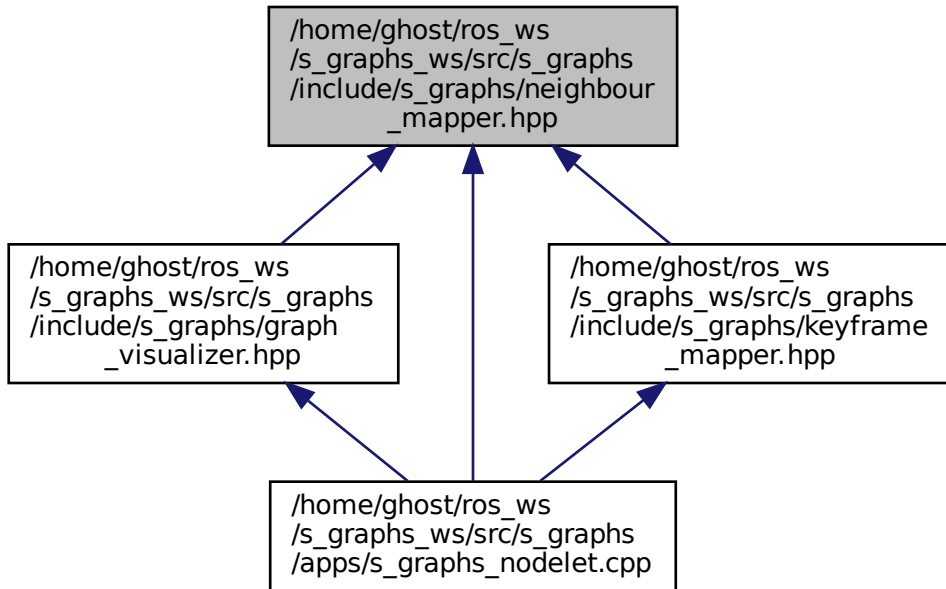 /home/ghost/ros_ws
/s_graphs_ws/src/s_graphs
/include/s_graphs/neighbour
_mapper.hpp
/home/ghost/ros_ws
/s_graphs_ws/src/s_graphs
/include/s_graphs/graph
_visualizer.hpp
/home/ghost/ros_ws
/s_graphs_ws/src/s_graphs
/include/s_graphs/keyframe
_mapper.hpp
/home/ghost/ros_ws
/s_graphs_ws/src/s_graphs
/apps/s_graphs_nodelet.cpp